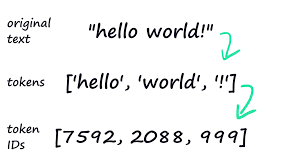 original
text
"hello world!"
tokens
['hello', 'world', '!']
token
IDs
[7592, 2088, 999]